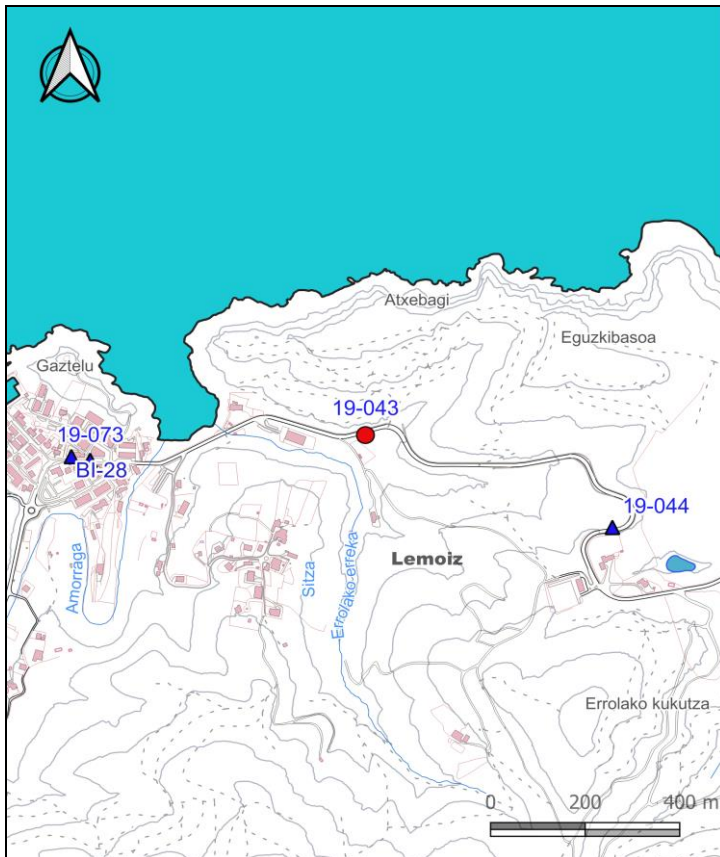 Atxebagi
Eguzkibasoa
Gaztelu
19-043
19-073
BI-28
19-044
Lemoiz
Amorraga
Sitza
Errolako erreka
Errolako kukutza
0 200 400 m